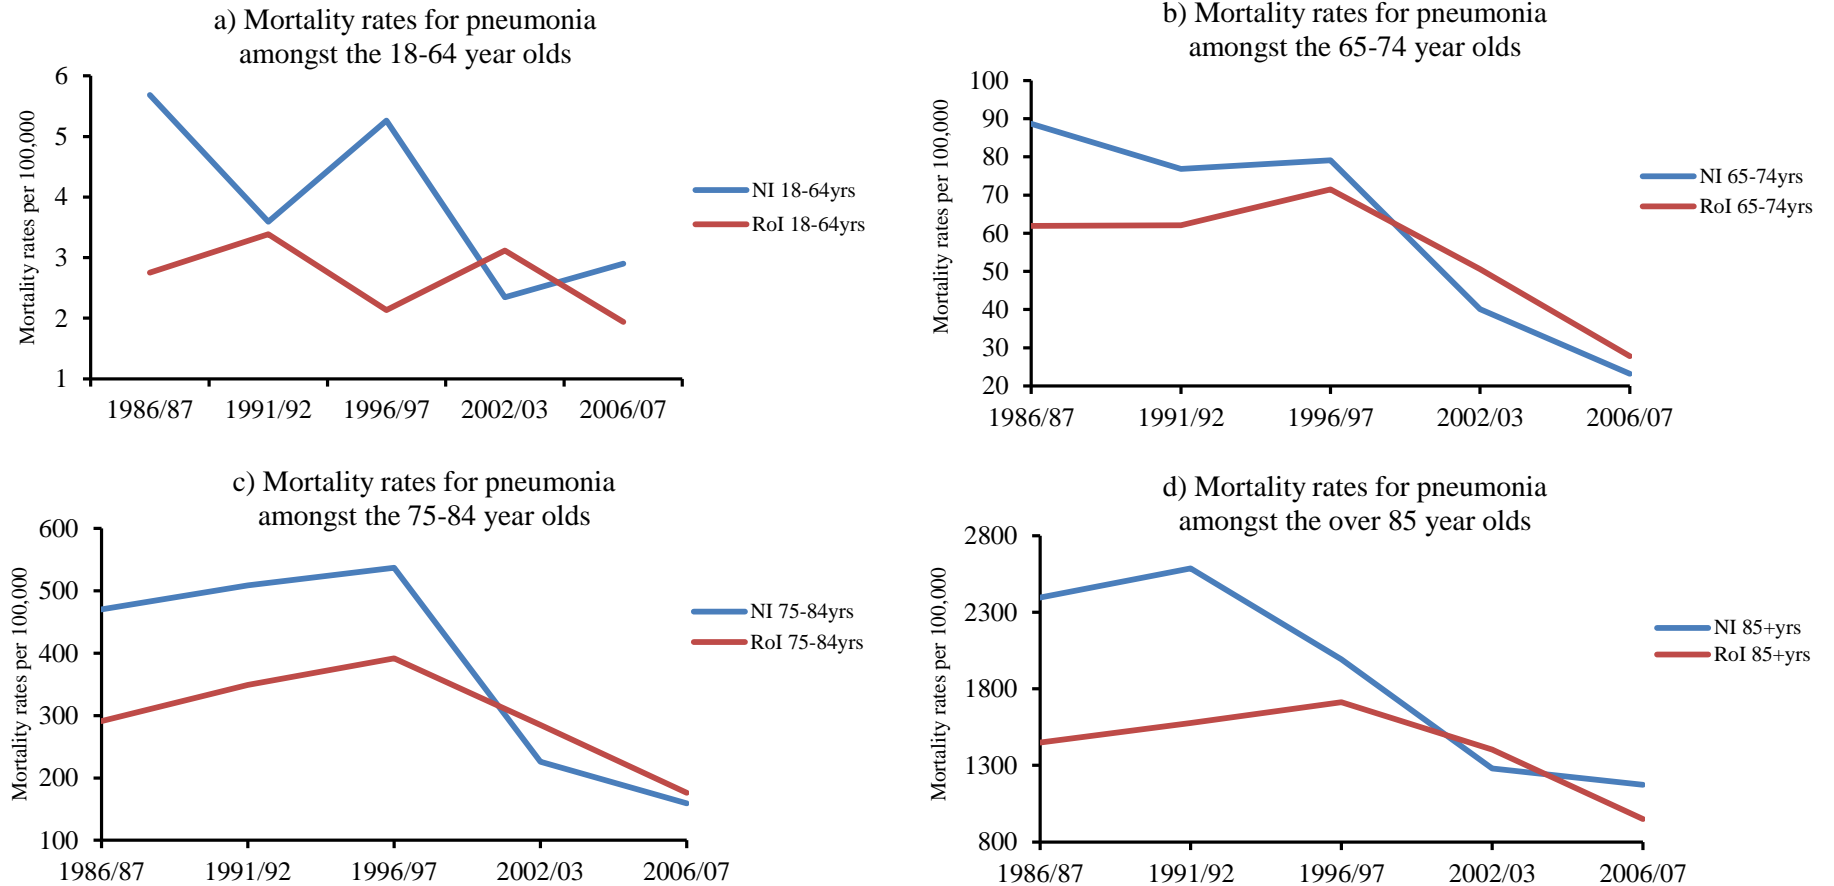 a) Mortality rates for pneumonia
amongst the 18-64 year olds
Mortality rates per 100,000
6
5
4
3
2
1
1986/87 1991/92 1996/97 2002/03 2006/07
NI 18-64yrs
RoI 18-64yrs
b) Mortality rates for pneumonia
amongst the 65-74 year olds
Mortality rates per 100,000
100
90
80
70
60
50
40
30
20
1986/87 1991/92 1996/97 2002/03 2006/07
NI 65-74yrs
RoI 65-74yrs
c) Mortality rates for pneumonia
amongst the 75-84 year olds
Mortality rates per 100,000
600
500
400
300
200
100
1986/87 1991/92 1996/97 2002/03 2006/07
NI 75-84yrs
RoI 75-84yrs
d) Mortality rates for pneumonia
amongst the over 85 year olds
Mortality rates per 100,000
2800
2300
1800
1300
800
1986/87 1991/92 1996/97 2002/03 2006/07
NI 85+yrs
RoI 85+yrs